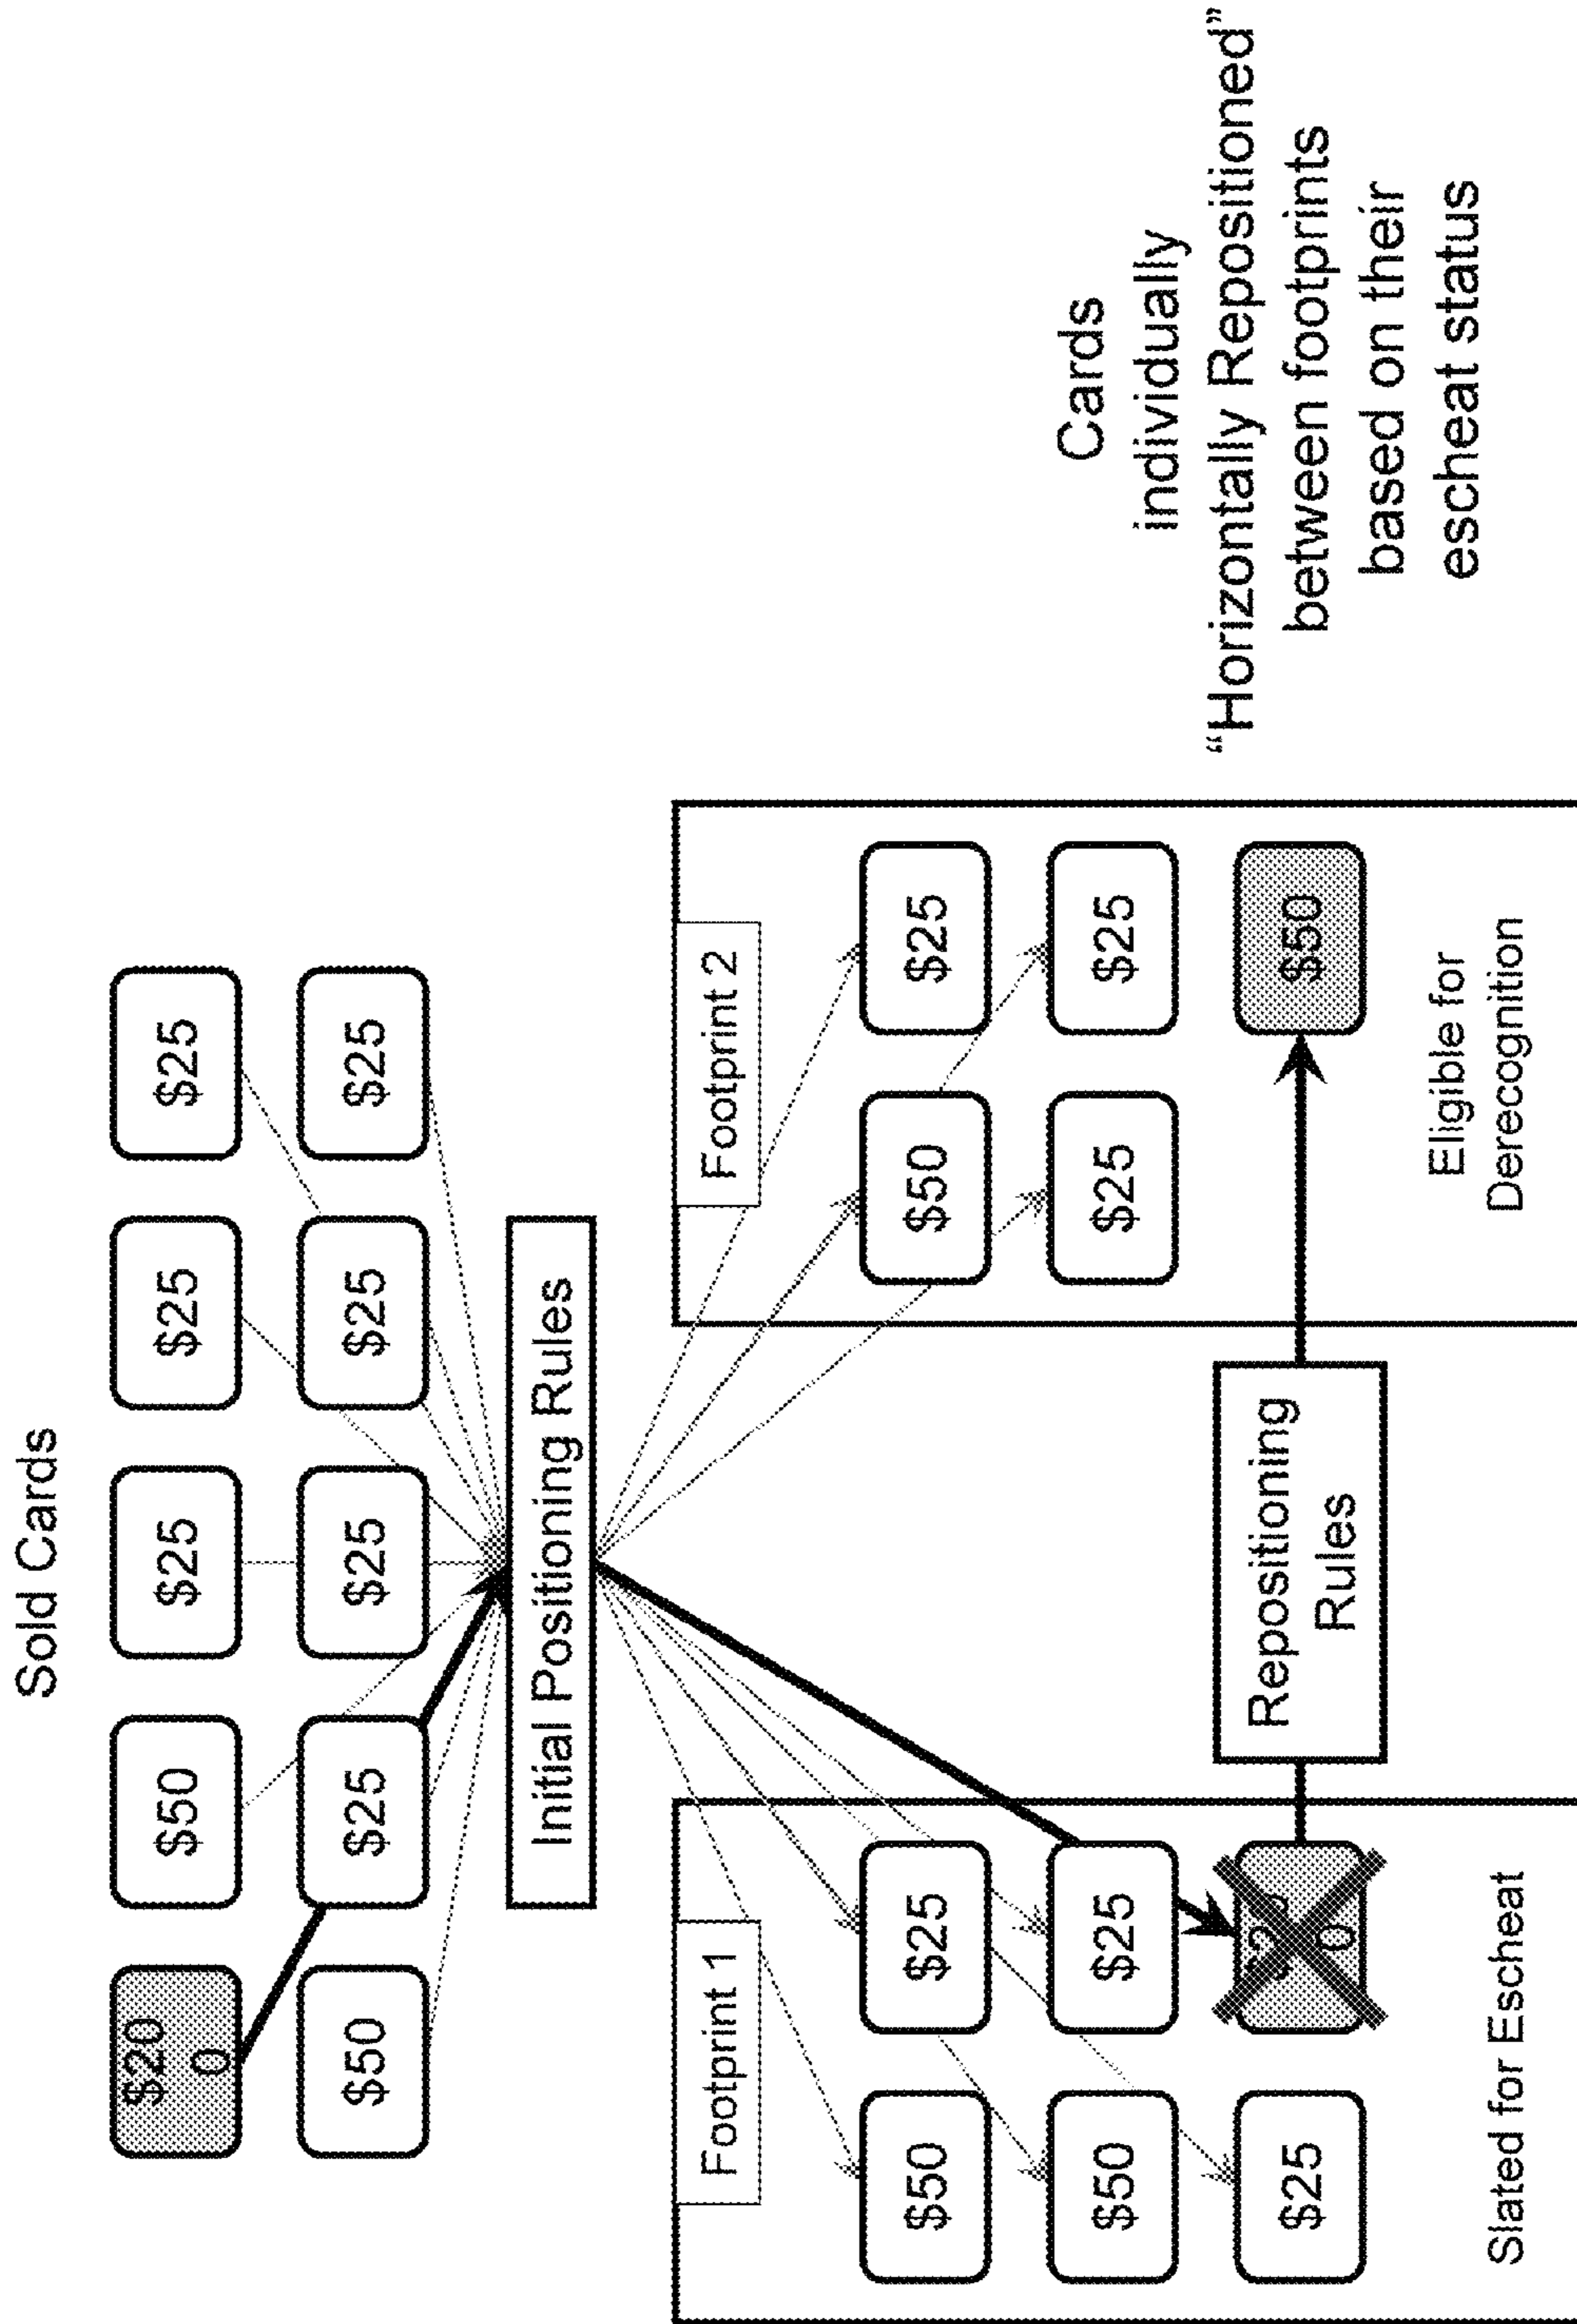 Sold Cards
$20
0
$50
$25
$25
$25
$50
$25
$25
$25
$25
Initial Positioning Rules
Footprint 1
$50
$25
$50
$25
$25
Slated for Escheat
Repositioning
Rules
Footprint 2
$50
$25
$25
$25
$50
Eligible for
Derecognition
Cards
individually
“Horizontally Repositioned”
between footprints
based on their
escheat status